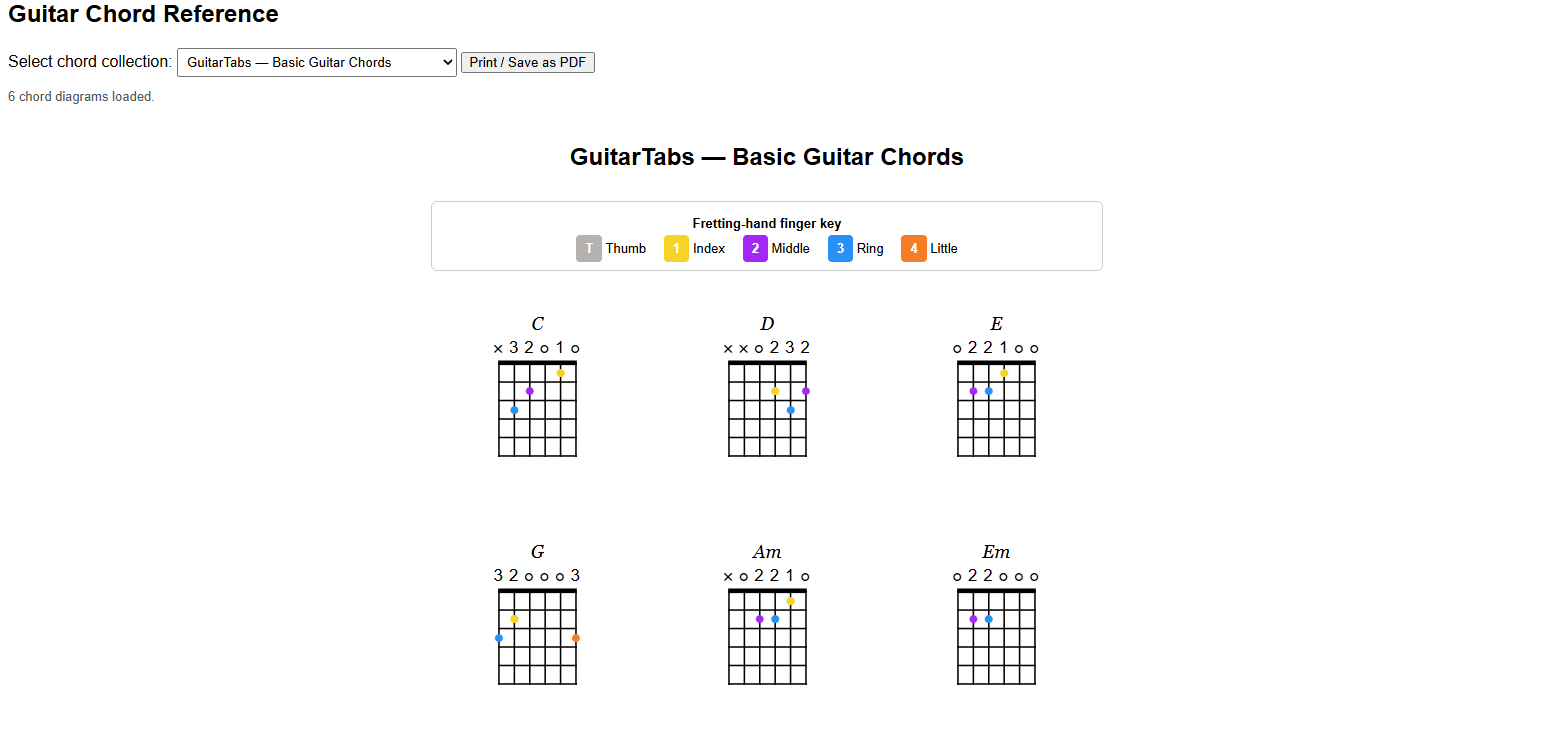 Guitar Chord Reference
Select chord collection: GuitarTabs — Basic Guitar Chords Print / Save as PDF
6 chord diagrams loaded.
GuitarTabs — Basic Guitar Chords
Fretting-hand finger key
T Thumb 1 Index 2 Middle 3 Ring 4 Little
C D E
× 3 2 o 1 o × × o 2 3 2 o 2 2 1 o o
G Am Em
3 2 o o o 3 × o 2 2 1 o o 2 2 o o o